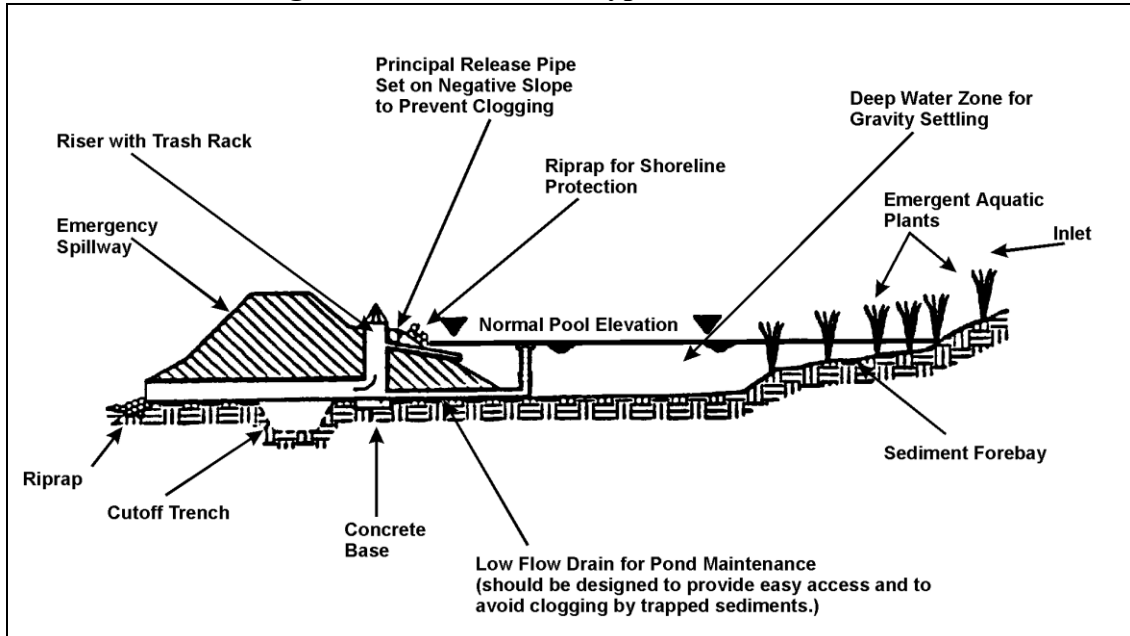 Principal Release Pipe
Set on Negative Slope
to Prevent Clogging
Deep Water Zone for
Gravity Settling
Riser with Trash Rack
Riprap for Shoreline
Protection
Emergent Aquatic
Plants
Inlet
Emergency
Spillway
Normal Pool Elevation
Sediment Forebay
Riprap
Cutoff Trench
Concrete
Base
Low Flow Drain for Pond Maintenance
(should be designed to provide easy access and to
avoid clogging by trapped sediments.)